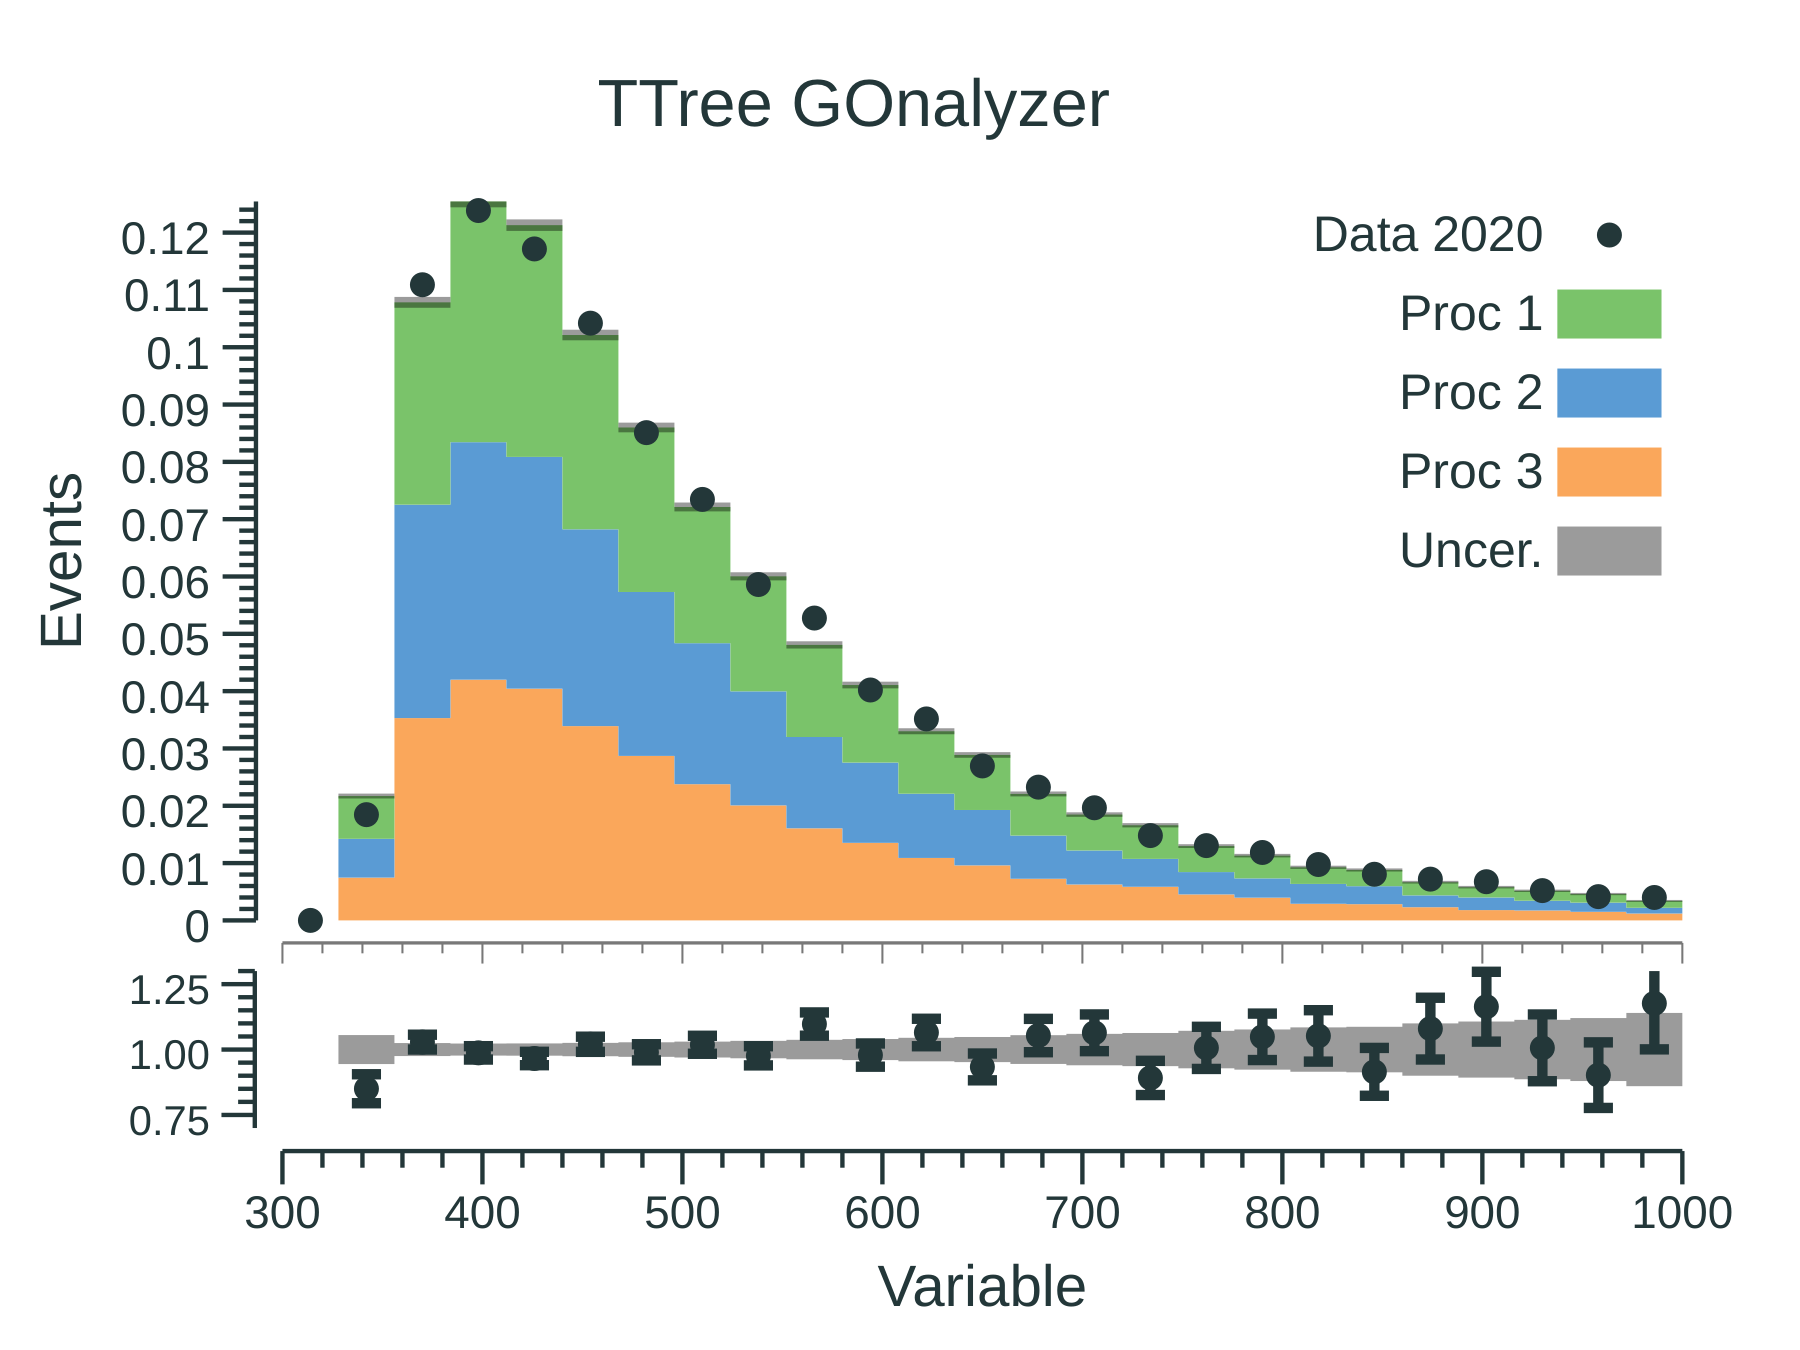 TTree GOnalyzer
Events
0.12
0.11
0.1
0.09
0.08
0.07
0.06
0.05
0.04
0.03
0.02
0.01
0
Data 2020
Proc 1
Proc 2
Proc 3
Uncer.
1.25
1.00
0.75
300 400 500 600 700 800 900 1000
Variable